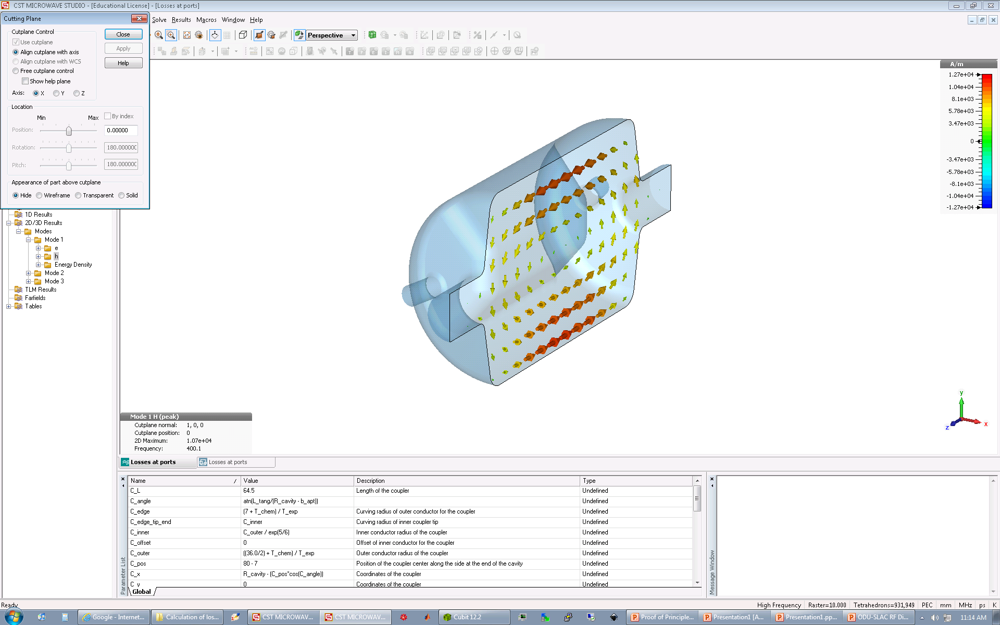 CST MICROWAVE STUDIO - [Educational License] - [Losses at ports]
Cutting Plane
Solve Results Macros Window Help
Cutplane Control
Close
Use cutplane
Perspective
Align cutplane with axis
Apply
Align cutplane with WCS
Help
Free cutplane control
Show help plane
Axis: X Y Z
Location
Min Max By index
Position: 0.00000
Rotation: 180.000000
Pitch: 180.000000
Appearance of part above cutplane
Hide Wireframe Transparent Solid
A/m
1.27e+04
1.04e+04
8.1e+03
5.78e+03
3.47e+03
0
-3.47e+03
-5.78e+03
-8.1e+03
-1.04e+04
-1.27e+04
1D Results
2D/3D Results
Modes
Mode 1
e
h
Energy Density
Mode 2
Mode 3
TLM Results
Farfields
Tables
y
x
z
Mode 1 H (peak)
Cutplane normal: 1, 0, 0
Cutplane position: 0
2D Maximum: 1.07e+04
Frequency: 400.1
Losses at ports Losses at ports
Name / Value Description Type
C_L 64.5 Length of the coupler Undefined
C_angle atn(L_tang/(R_cavity - b_apt)) Undefined
C_edge (7 + T_chem) / T_exp Curving radius of outer conductor for the coupler Undefined
C_edge_tip_end C_inner Curving radius of inner coupler tip Undefined
C_inner C_outer / exp(5/6) Inner conductor radius of the coupler Undefined
C_offset 0 Offset of inner conductor for the coupler Undefined
C_outer ((36.0/2) + T_chem) / T_exp Outer conductor radius of the coupler Undefined
C_pos 80 - 7 Position of the coupler center along the side at the end of the cavity Undefined
C_x R_cavity - (C_pos*cos(C_angle)) Coordinates of the coupler Undefined
C_y 0 Coordinates of the coupler Undefined
Global
Parameter List
Message Window
Ready
High Frequency Raster=10.000 Tetrahedrons=931,949 PEC mm MHz ps K
Google - Internet... Calculation of los... CST MICROWAV... CST MICROWAV... Cubit 12.2 Proof of Principle... Presentation1 [A... Presentation1.pp... ODU-SLAC RF Di... 11:14 AM